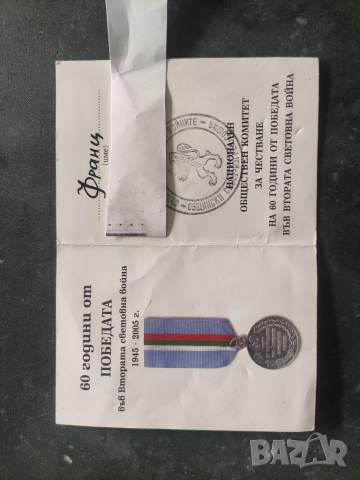 НАЦИОНАЛЕН
ОБЩЕСТВЕН КОМИТЕТ
ЗА ЧЕСТВАНЕ
НА 60 ГОДИНИ ОТ ПОБЕДАТА
ВЪВ ВТОРАТА СВЕТОВНА ВОЙНА
Франц
(име)
60 години от
ПОБЕДАТА
във Втората световна война
1945 - 2005 г.
BAZAR